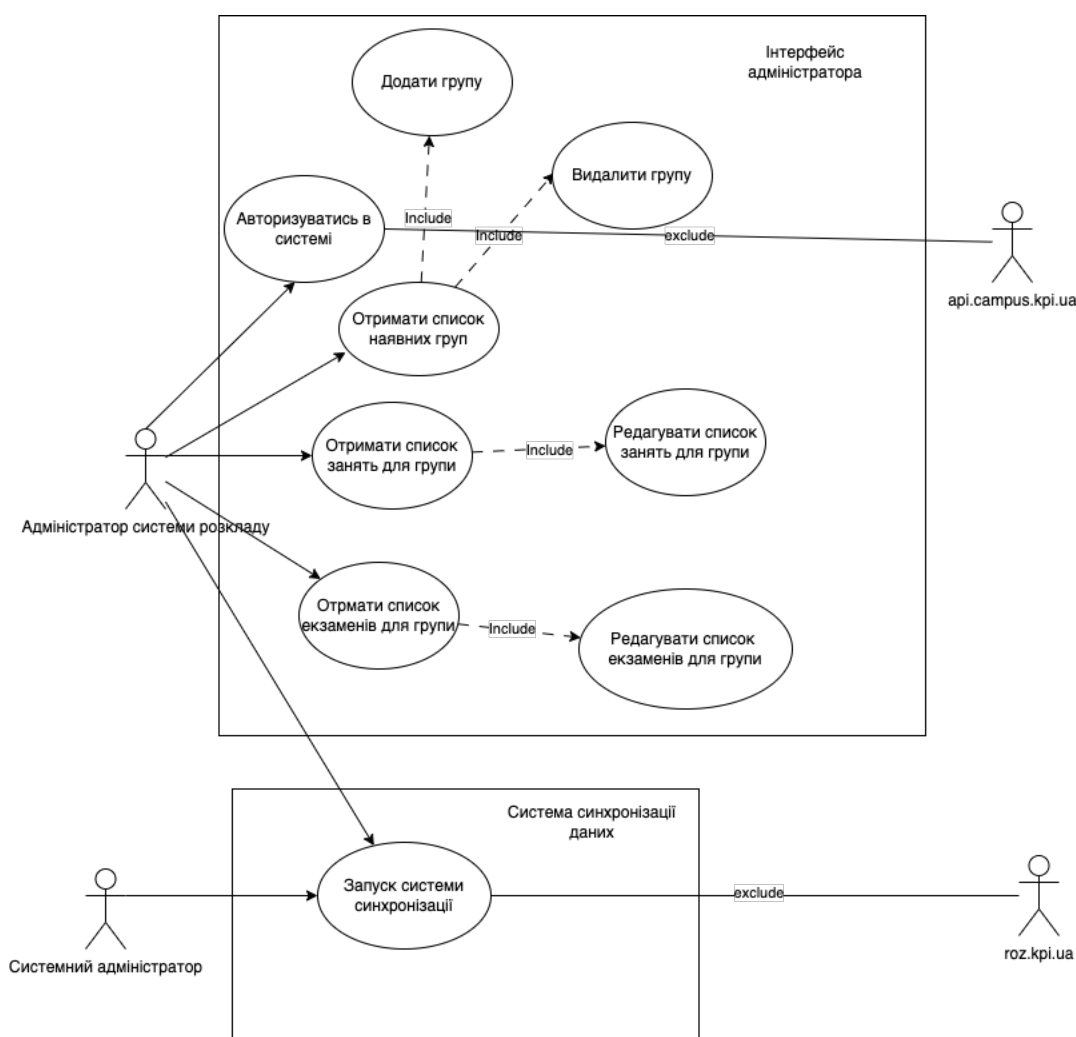 Інтерфейс
адміністратора
Додати групу
Видалити групу
Авторизуватись в
системі
Include
Include
exclude
api.campus.kpi.ua
Отримати список
наявних груп
Отримати список
занять для групи
Include
Редагувати список
занять для групи
Адміністратор системи розкладу
Отрмати список
екзаменів для групи
Include
Редагувати список
екзаменів для групи
Система синхронізації
даних
Запуск системи
синхронізації
exclude
Системний адміністратор
roz.kpi.ua